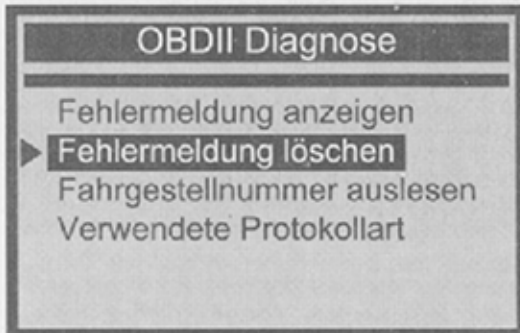 OBDII Diagnose
Fehlermeldung anzeigen
Fehlermeldung löschen
Fahrgestellnummer auslesen
Verwendete Protokollart